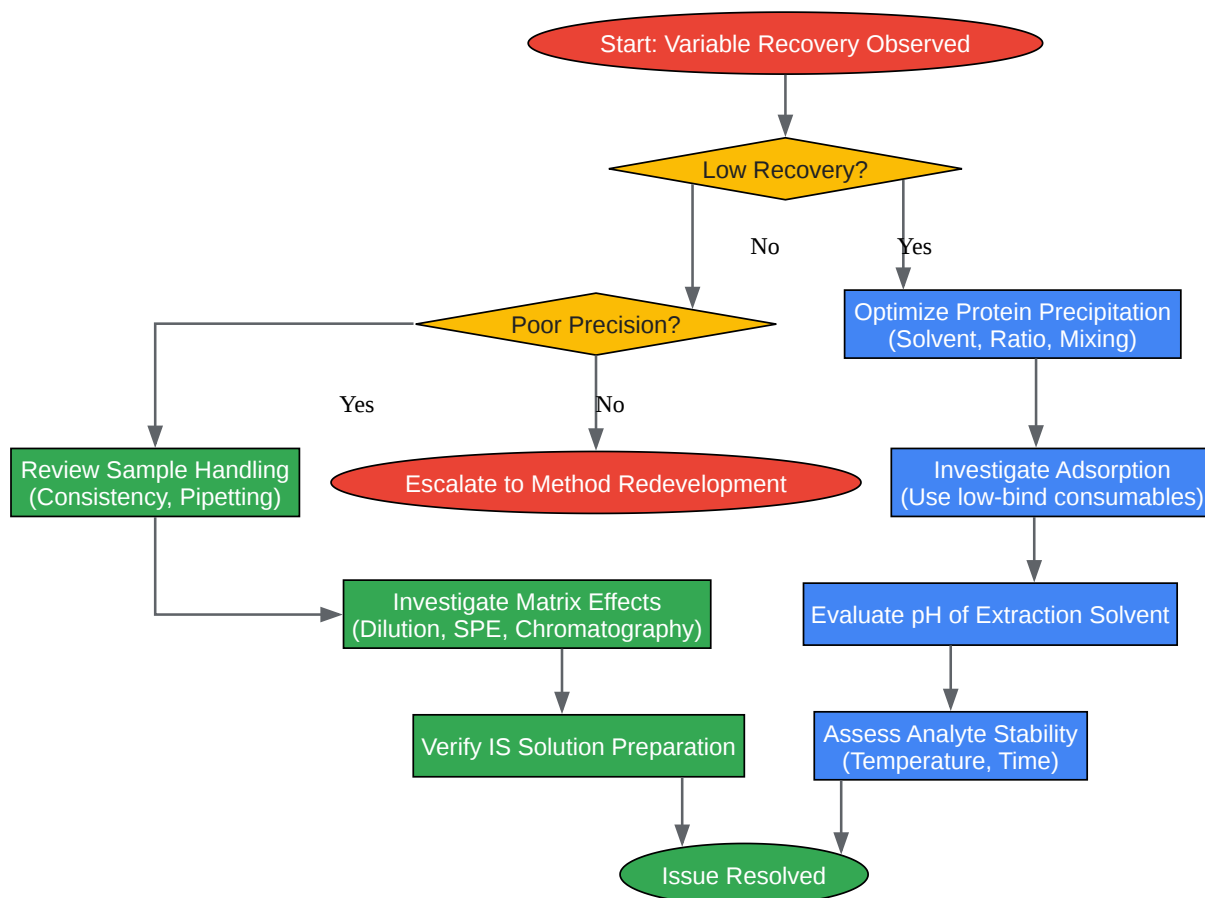 Start: Variable Recovery Observed
Low Recovery?
No
Yes
Poor Precision?
Optimize Protein Precipitation
(Solvent, Ratio, Mixing)
Yes
No
Review Sample Handling
(Consistency, Pipetting)
Escalate to Method Redevelopment
Investigate Adsorption
(Use low-bind consumables)
Investigate Matrix Effects
(Dilution, SPE, Chromatography)
Evaluate pH of Extraction Solvent
Verify IS Solution Preparation
Assess Analyte Stability
(Temperature, Time)
Issue Resolved